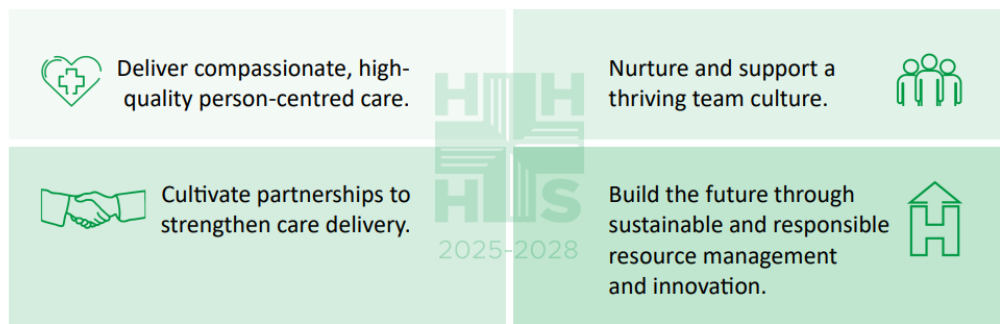 Deliver compassionate, high-
quality person-centred care.
Nurture and support a
thriving team culture.
H H
H S
2025-2028
Cultivate partnerships to
strengthen care delivery.
Build the future through
sustainable and responsible
resource management
and innovation.
H